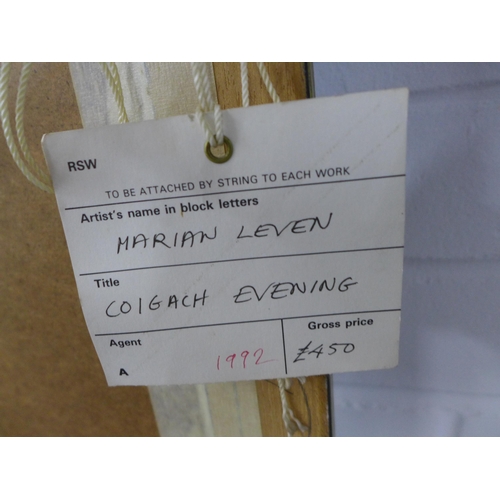 RSW
TO BE ATTACHED BY STRING TO EACH WORK
Artist's name in block letters
MARIAN LEVEN
Title
COIGACH EVENING
Agent
Gross price
A
1992
£450